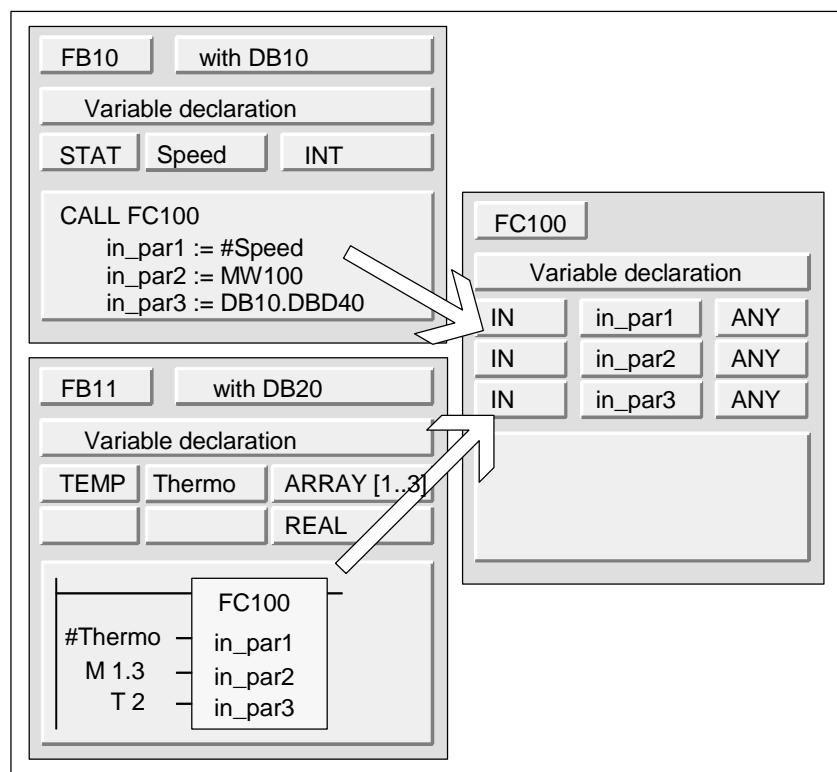 FB10 with DB10
Variable declaration
STAT Speed INT
CALL FC100
in_par1 := #Speed
in_par2 := MW100
in_par3 := DB10.DBD40
FB11 with DB20
Variable declaration
TEMP Thermo ARRAY [1..3]
REAL
FC100
#Thermo in_par1
M 1.3 in_par2
T 2 in_par3
FC100
Variable declaration
IN in_par1 ANY
IN in_par2 ANY
IN in_par3 ANY